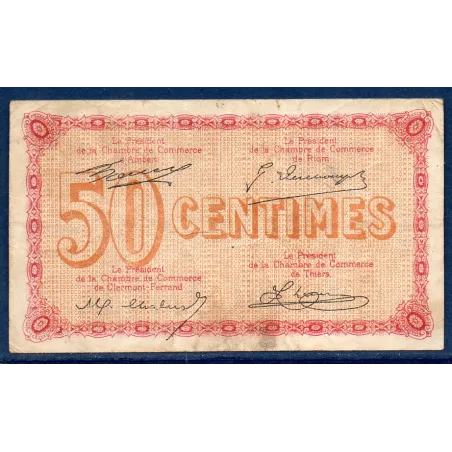 Le Président
de la Chambre de Commerce
d'Ambert
Le Président
de la Chambre de Commerce
de Riom
50 CENTIMES
Le Président
de la Chambre de Commerce
de Clermont-Ferrand
Le Président
de la Chambre de Commerce
de Thiers